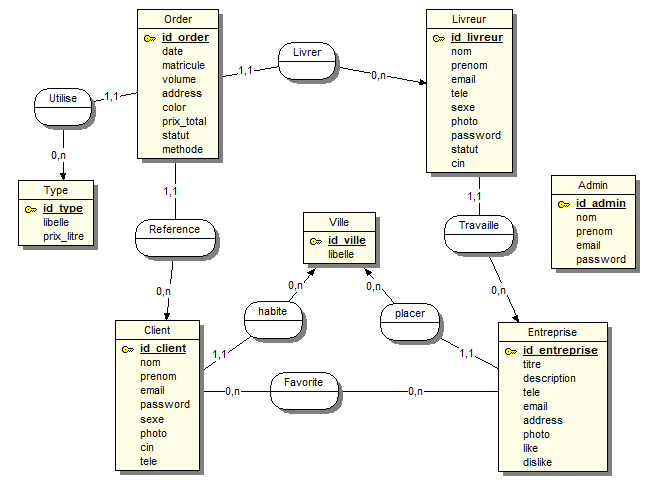 Order
id_order
date
matricule
volume
address
color
prix_total
statut
methode
Livreur
id_livreur
nom
prenom
email
tele
sexe
photo
password
statut
cin
Livrer
1,1
0,n
Utilise
1,1
0,n
Type
id_type
libelle
prix_litre
1,1
Reference
0,n
Ville
id_ville
libelle
1,1
Travaille
0,n
Admin
id_admin
nom
prenom
email
password
habite
0,n
1,1
placer
0,n
1,1
Client
id_client
nom
prenom
email
password
sexe
photo
cin
tele
Favorite
0,n
0,n
Entreprise
id_entreprise
titre
description
tele
email
address
photo
like
dislike